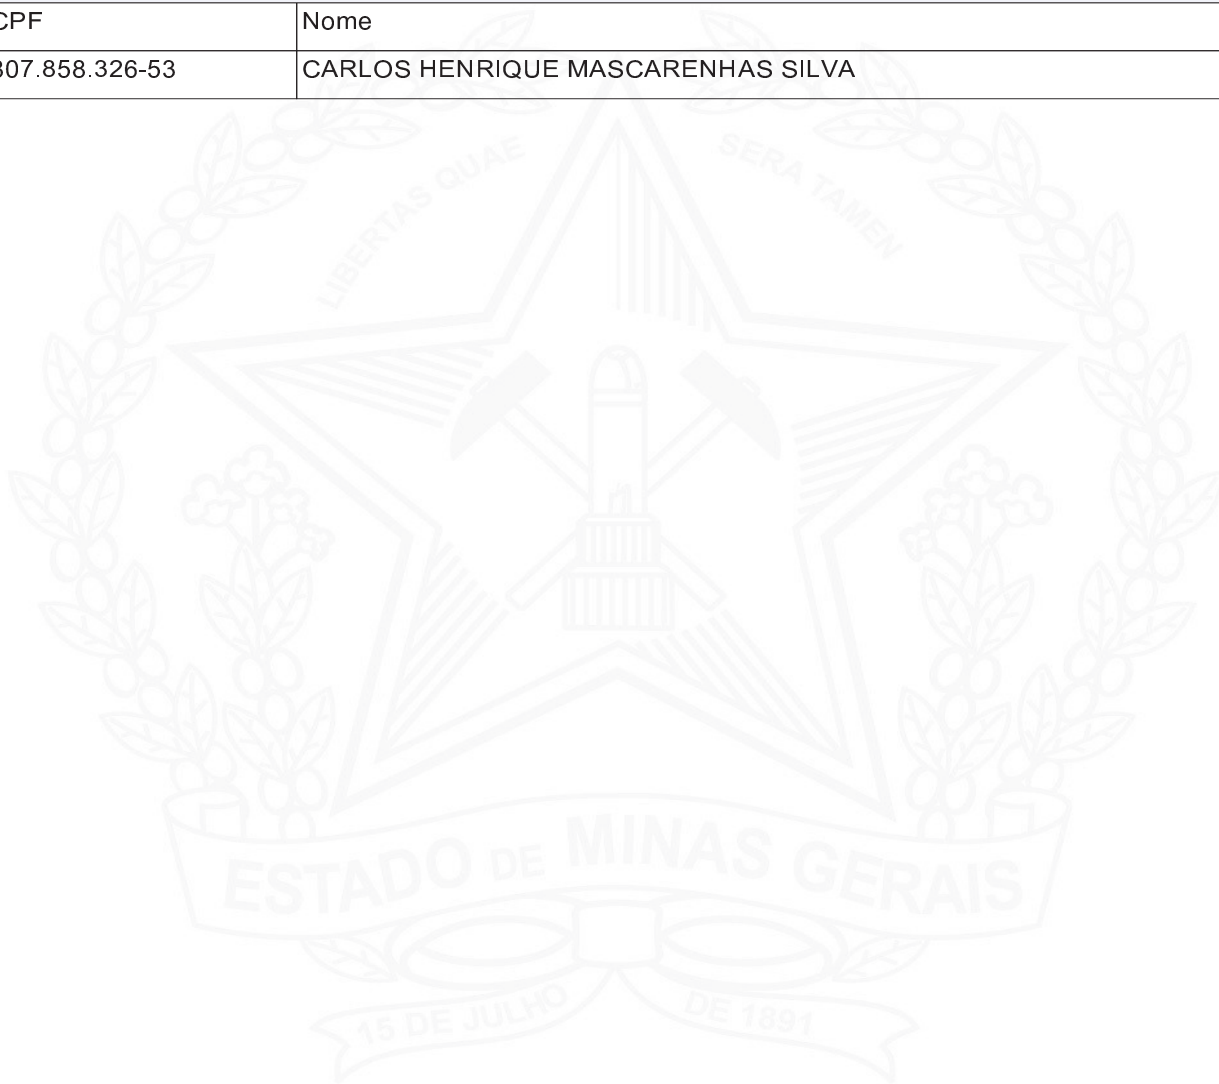 CPF Nome
307.858.326-53 CARLOS HENRIQUE MASCARENHAS SILVA
LIBERTAS QUAE SERA TAMEN
ESTADO DE MINAS GERAIS
15 DE JULHO DE 1891